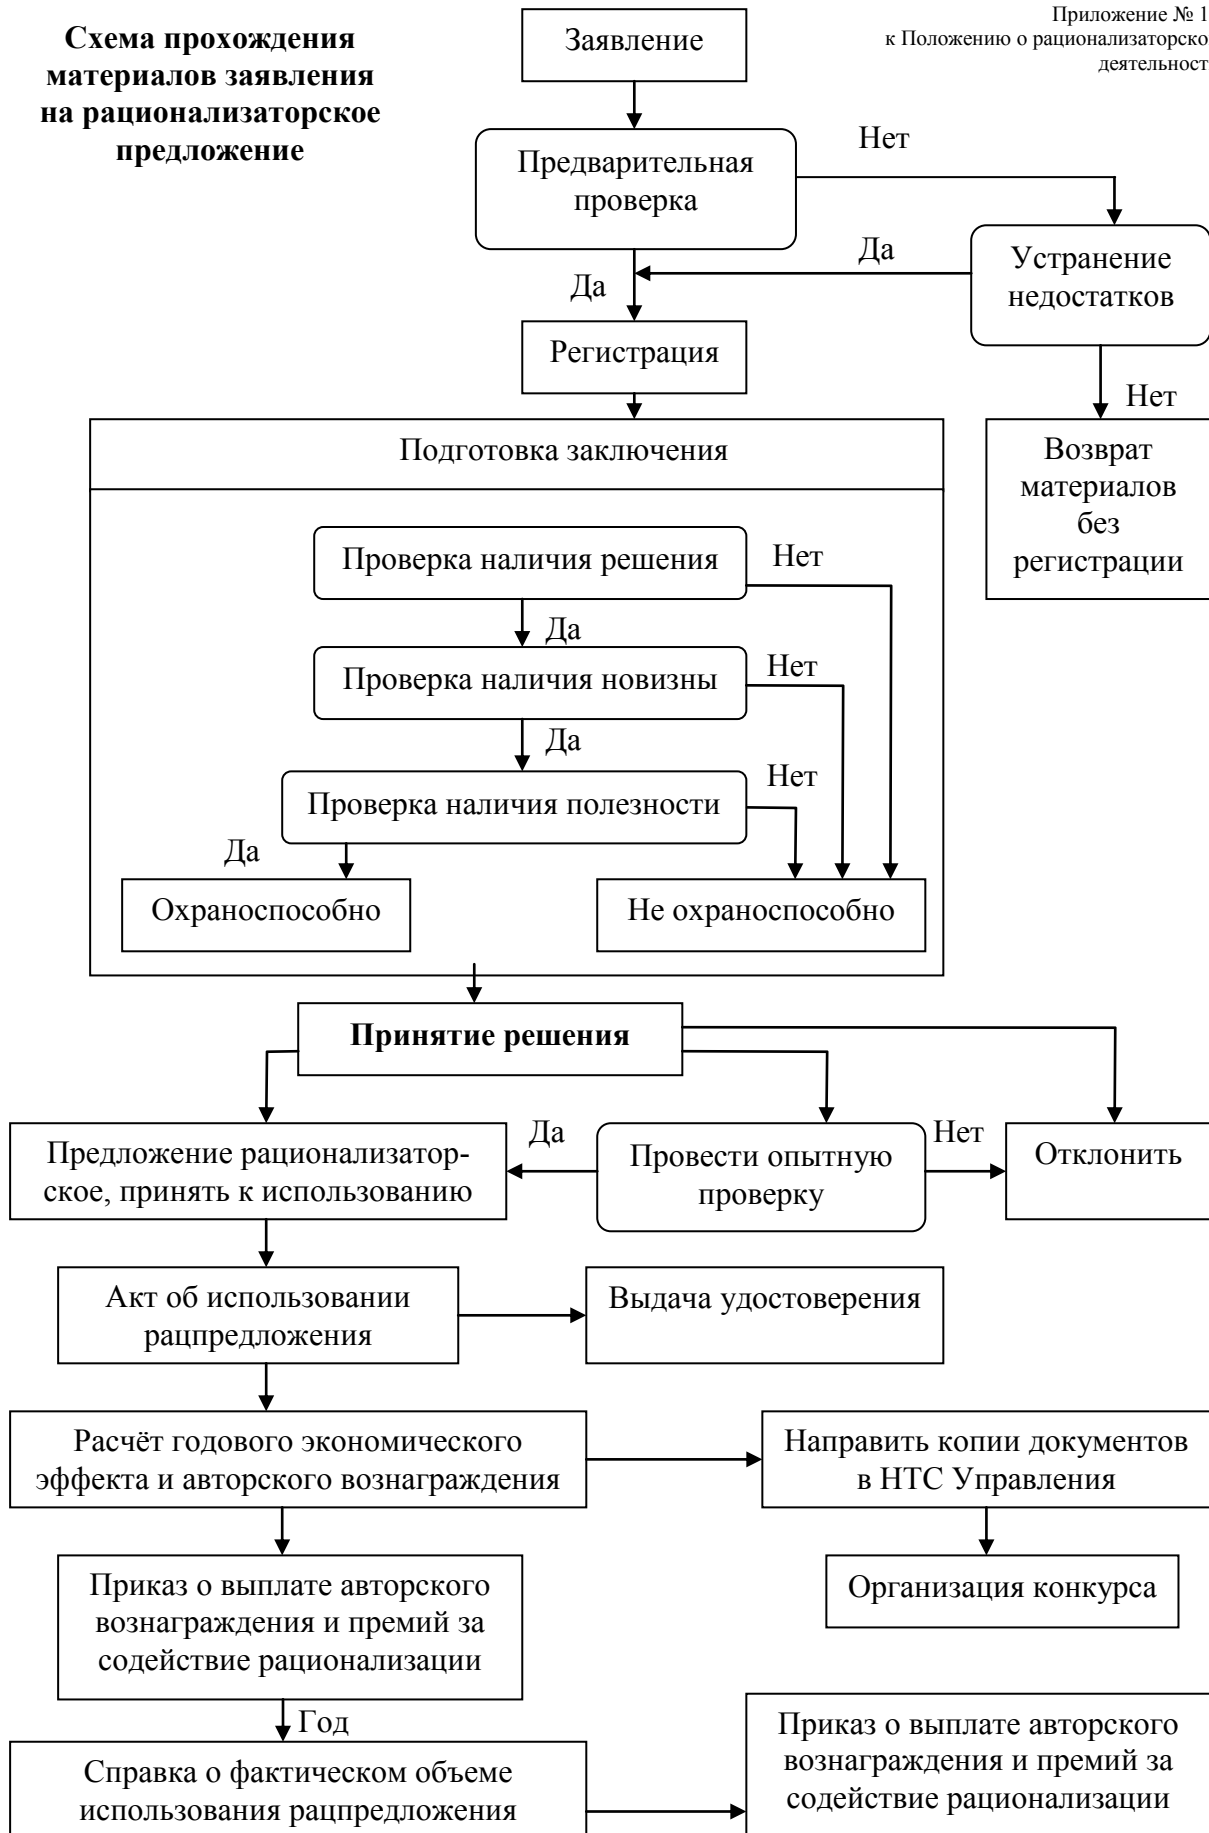 Приложение № 1
к Положению о рационализаторско
деятельност
Схема прохождения
материалов заявления
на рационализаторское
предложение
Заявление
Предварительная
проверка
Нет
Да
Устранение
недостатков
Да
Регистрация
Нет
Возврат
материалов
без
регистрации
Подготовка заключения
Проверка наличия решения
Нет
Да
Проверка наличия новизны
Нет
Да
Проверка наличия полезности
Нет
Да
Охраноспособно
Не охраноспособно
Принятие решения
Предложение рационализатор-
ское, принять к использованию
Да
Провести опытную
проверку
Нет
Отклонить
Акт об использовании
рацпредложения
Выдача удостоверения
Расчёт годового экономического
эффекта и авторского вознаграждения
Направить копии документов
в НТС Управления
Приказ о выплате авторского
вознаграждения и премий за
содействие рационализации
Организация конкурса
Год
Справка о фактическом объеме
использования рацпредложения
Приказ о выплате авторского
вознаграждения и премий за
содействие рационализации